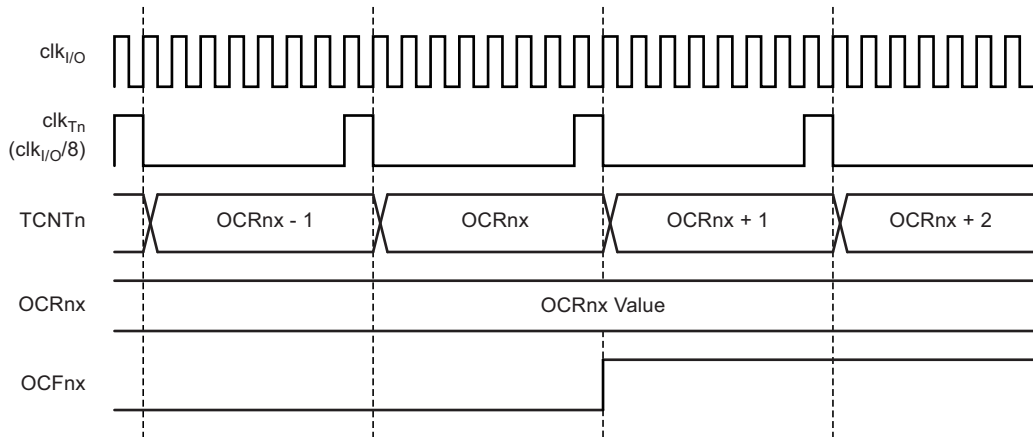 clkI/O
clkTn
(clkI/O/8)
TCNTn
OCRnx - 1
OCRnx
OCRnx + 1
OCRnx + 2
OCRnx
OCRnx Value
OCFnx